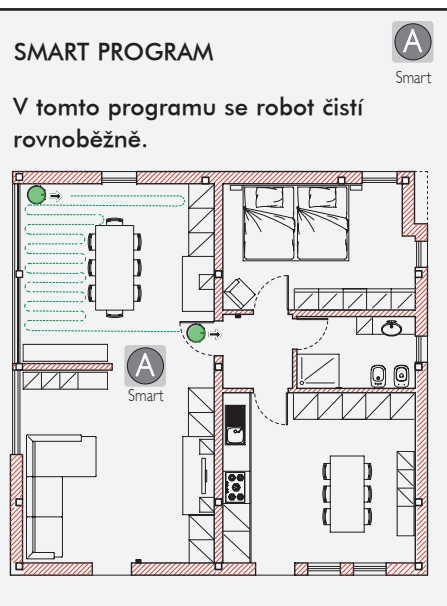 SMART PROGRAM
A
Smart
V tomto programu se robot čistí
rovnoběžně.
A
Smart